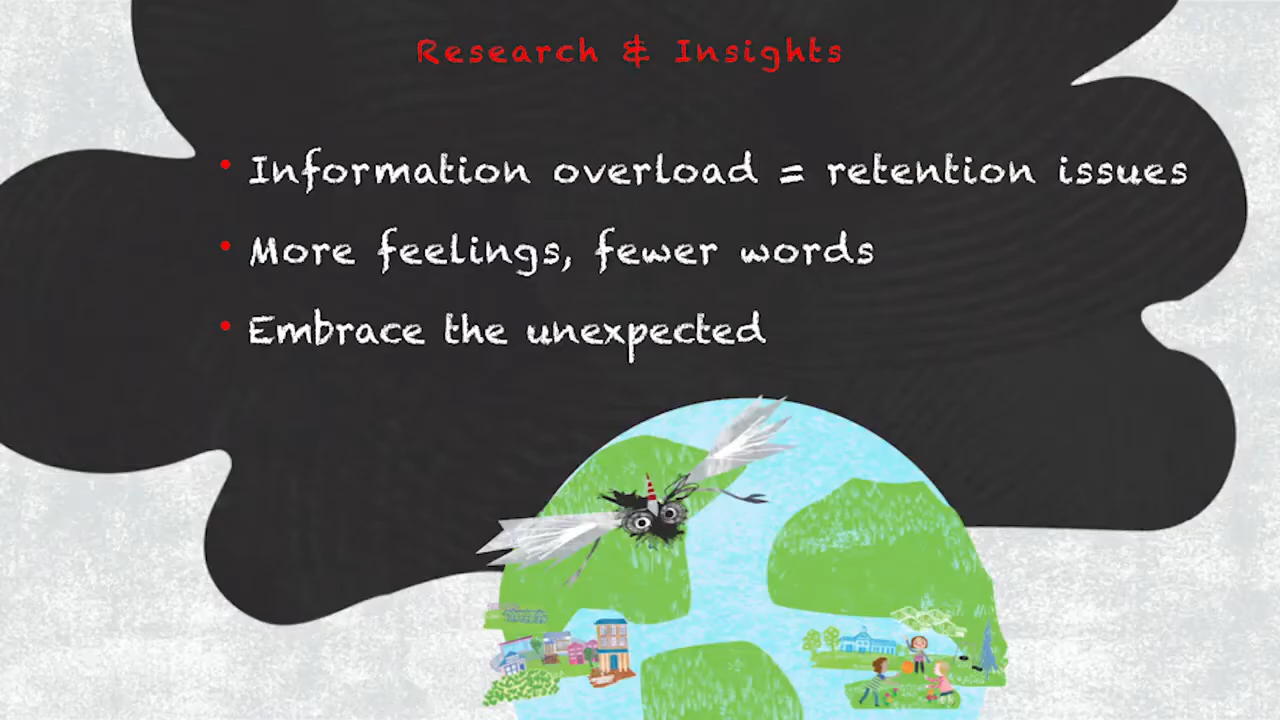 Research & Insights
• Information overload = retention issues
• More feelings, fewer words
• Embrace the unexpected